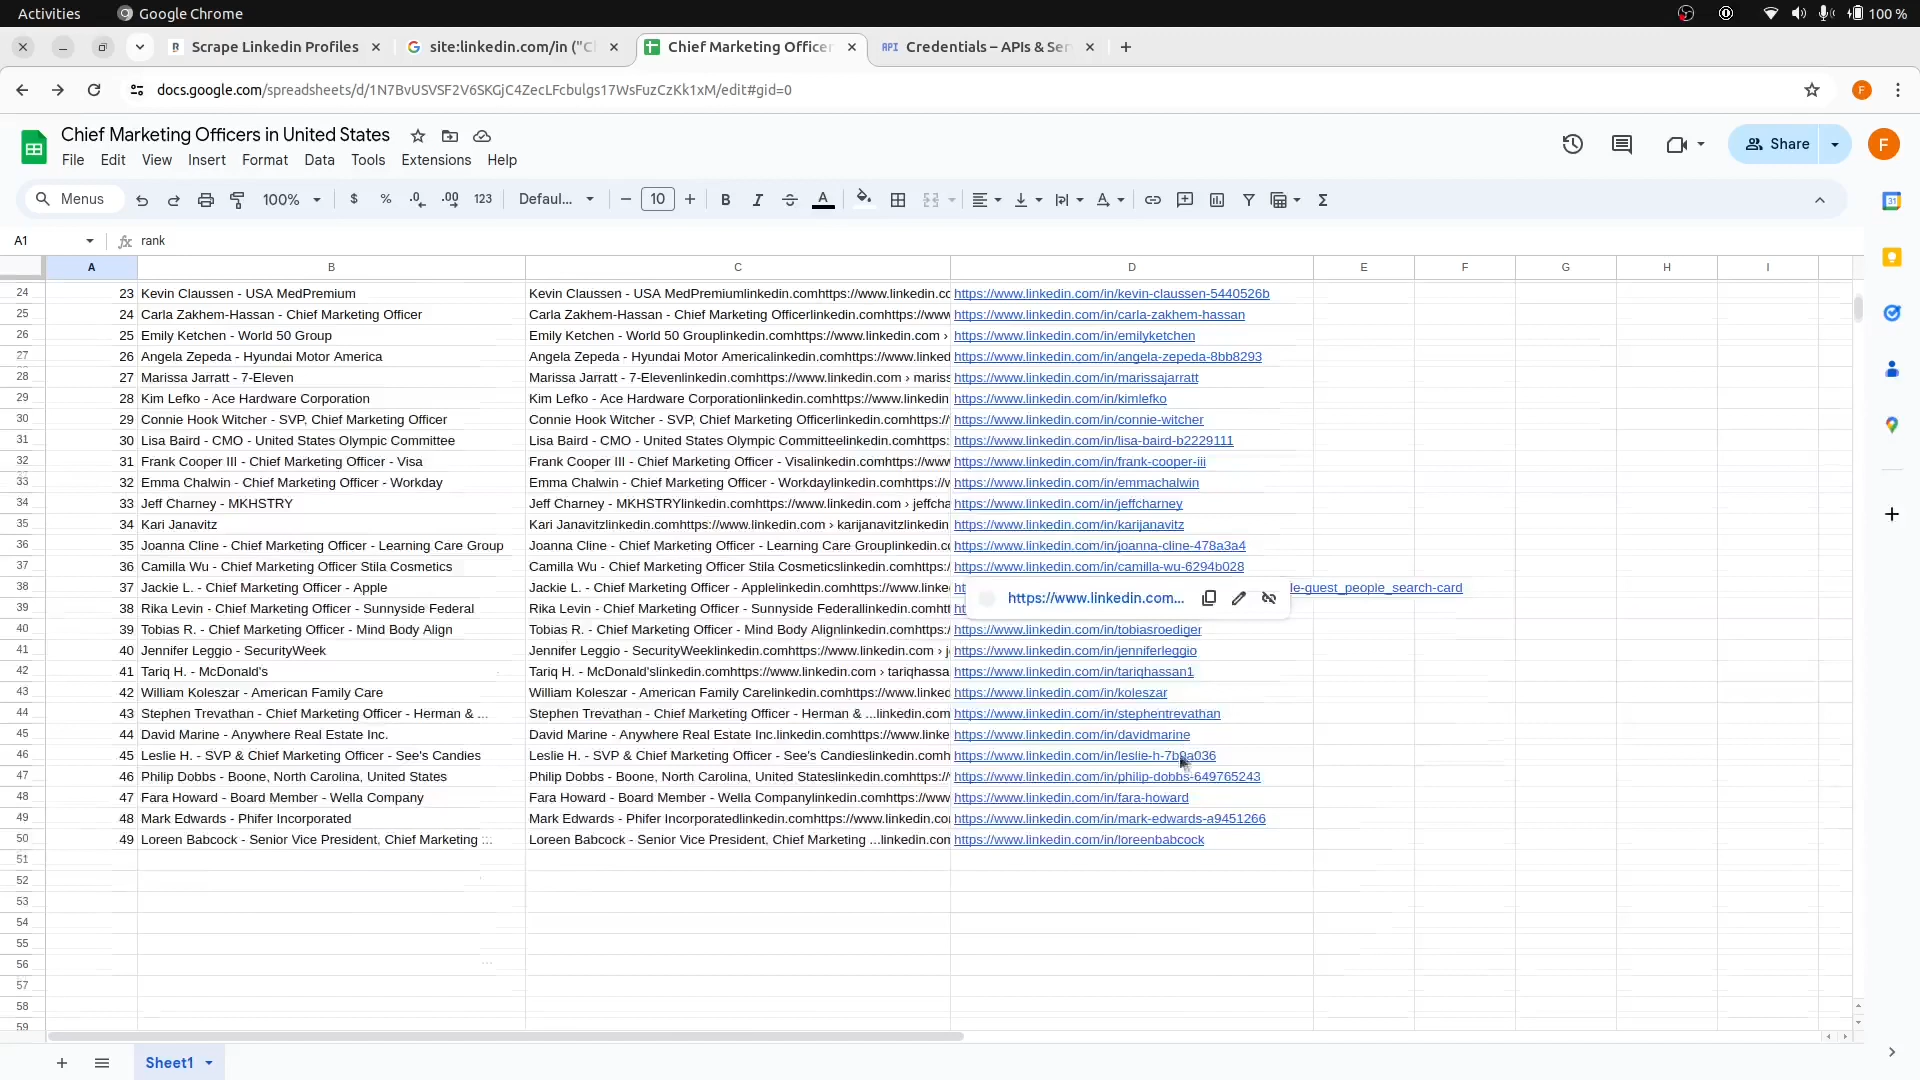 Activities Google Chrome 100 %
Scrape Linkedin Profiles site:linkedin.com/in ("C Chief Marketing Officer API Credentials – APIs & Ser
docs.google.com/spreadsheets/d/1N7BvUSVSF2V6SKGjC4ZecLFcbulgs17WsFuzCzKk1xM/edit#gid=0 F
Chief Marketing Officers in United States
File Edit View Insert Format Data Tools Extensions Help
Share F
Menus 100% $ % .0 .00 123 Defaul... 10 B I A Σ
A1 fx rank
A B C D E F G H I
24 23 Kevin Claussen - USA MedPremium Kevin Claussen - USA MedPremiumlinkedin.comhttps://www.linkedin.cc https://www.linkedin.com/in/kevin-claussen-5440526b
25 24 Carla Zakhem-Hassan - Chief Marketing Officer Carla Zakhem-Hassan - Chief Marketing Officerlinkedin.comhttps://www https://www.linkedin.com/in/carla-zakhem-hassan
26 25 Emily Ketchen - World 50 Group Emily Ketchen - World 50 Grouplinkedin.comhttps://www.linkedin.com › https://www.linkedin.com/in/emilyketchen
27 26 Angela Zepeda - Hyundai Motor America Angela Zepeda - Hyundai Motor Americalinkedin.comhttps://www.linked https://www.linkedin.com/in/angela-zepeda-8bb8293
28 27 Marissa Jarratt - 7-Eleven Marissa Jarratt - 7-Elevenlinkedin.comhttps://www.linkedin.com › mariss https://www.linkedin.com/in/marissajarratt
29 28 Kim Lefko - Ace Hardware Corporation Kim Lefko - Ace Hardware Corporationlinkedin.comhttps://www.linkedin https://www.linkedin.com/in/kimlefko
30 29 Connie Hook Witcher - SVP, Chief Marketing Officer Connie Hook Witcher - SVP, Chief Marketing Officerlinkedin.comhttps:// https://www.linkedin.com/in/connie-witcher
31 30 Lisa Baird - CMO - United States Olympic Committee Lisa Baird - CMO - United States Olympic Committeelinkedin.comhttps: https://www.linkedin.com/in/lisa-baird-b2229111
32 31 Frank Cooper III - Chief Marketing Officer - Visa Frank Cooper III - Chief Marketing Officer - Visalinkedin.comhttps://www https://www.linkedin.com/in/frank-cooper-iii
33 32 Emma Chalwin - Chief Marketing Officer - Workday Emma Chalwin - Chief Marketing Officer - Workdaylinkedin.comhttps://w https://www.linkedin.com/in/emmachalwin
34 33 Jeff Charney - MKHSTRY Jeff Charney - MKHSTRYlinkedin.comhttps://www.linkedin.com › jeffcha https://www.linkedin.com/in/jeffcharney
35 34 Kari Janavitz Kari Janavitzlinkedin.comhttps://www.linkedin.com › karijanavitzlinkedin https://www.linkedin.com/in/karijanavitz
36 35 Joanna Cline - Chief Marketing Officer - Learning Care Group Joanna Cline - Chief Marketing Officer - Learning Care Grouplinkedin.cc https://www.linkedin.com/in/joanna-cline-478a3a4
37 36 Camilla Wu - Chief Marketing Officer Stila Cosmetics Camilla Wu - Chief Marketing Officer Stila Cosmeticslinkedin.comhttps:/ https://www.linkedin.com/in/camilla-wu-6294b028
38 37 Jackie L. - Chief Marketing Officer - Apple Jackie L. - Chief Marketing Officer - Applelinkedin.comhttps://www.linke ht le-guest_people_search-card
39 38 Rika Levin - Chief Marketing Officer - Sunnyside Federal Rika Levin - Chief Marketing Officer - Sunnyside Federallinkedin.comhtt ht https://www.linkedin.com...
40 39 Tobias R. - Chief Marketing Officer - Mind Body Align Tobias R. - Chief Marketing Officer - Mind Body Alignlinkedin.comhttps:/ https://www.linkedin.com/in/tobiasroediger
41 40 Jennifer Leggio - SecurityWeek Jennifer Leggio - SecurityWeeklinkedin.comhttps://www.linkedin.com › j https://www.linkedin.com/in/jenniferleggio
42 41 Tariq H. - McDonald's Tariq H. - McDonald'slinkedin.comhttps://www.linkedin.com › tariqhassa https://www.linkedin.com/in/tariqhassan1
43 42 William Koleszar - American Family Care William Koleszar - American Family Carelinkedin.comhttps://www.linked https://www.linkedin.com/in/koleszar
44 43 Stephen Trevathan - Chief Marketing Officer - Herman & ... Stephen Trevathan - Chief Marketing Officer - Herman & ...linkedin.com https://www.linkedin.com/in/stephentrevathan
45 44 David Marine - Anywhere Real Estate Inc. David Marine - Anywhere Real Estate Inc.linkedin.comhttps://www.linke https://www.linkedin.com/in/davidmarine
46 45 Leslie H. - SVP & Chief Marketing Officer - See's Candies Leslie H. - SVP & Chief Marketing Officer - See's Candieslinkedin.comh https://www.linkedin.com/in/leslie-h-7b9a036
47 46 Philip Dobbs - Boone, North Carolina, United States Philip Dobbs - Boone, North Carolina, United Stateslinkedin.comhttps:// https://www.linkedin.com/in/philip-dobbs-649765243
48 47 Fara Howard - Board Member - Wella Company Fara Howard - Board Member - Wella Companylinkedin.comhttps://www https://www.linkedin.com/in/fara-howard
49 48 Mark Edwards - Phifer Incorporated Mark Edwards - Phifer Incorporatedlinkedin.comhttps://www.linkedin.co https://www.linkedin.com/in/mark-edwards-a9451266
50 49 Loreen Babcock - Senior Vice President, Chief Marketing ... Loreen Babcock - Senior Vice President, Chief Marketing ...linkedin.com https://www.linkedin.com/in/loreenbabcock
51
52
53
54
55
56
57
58
59
Sheet1